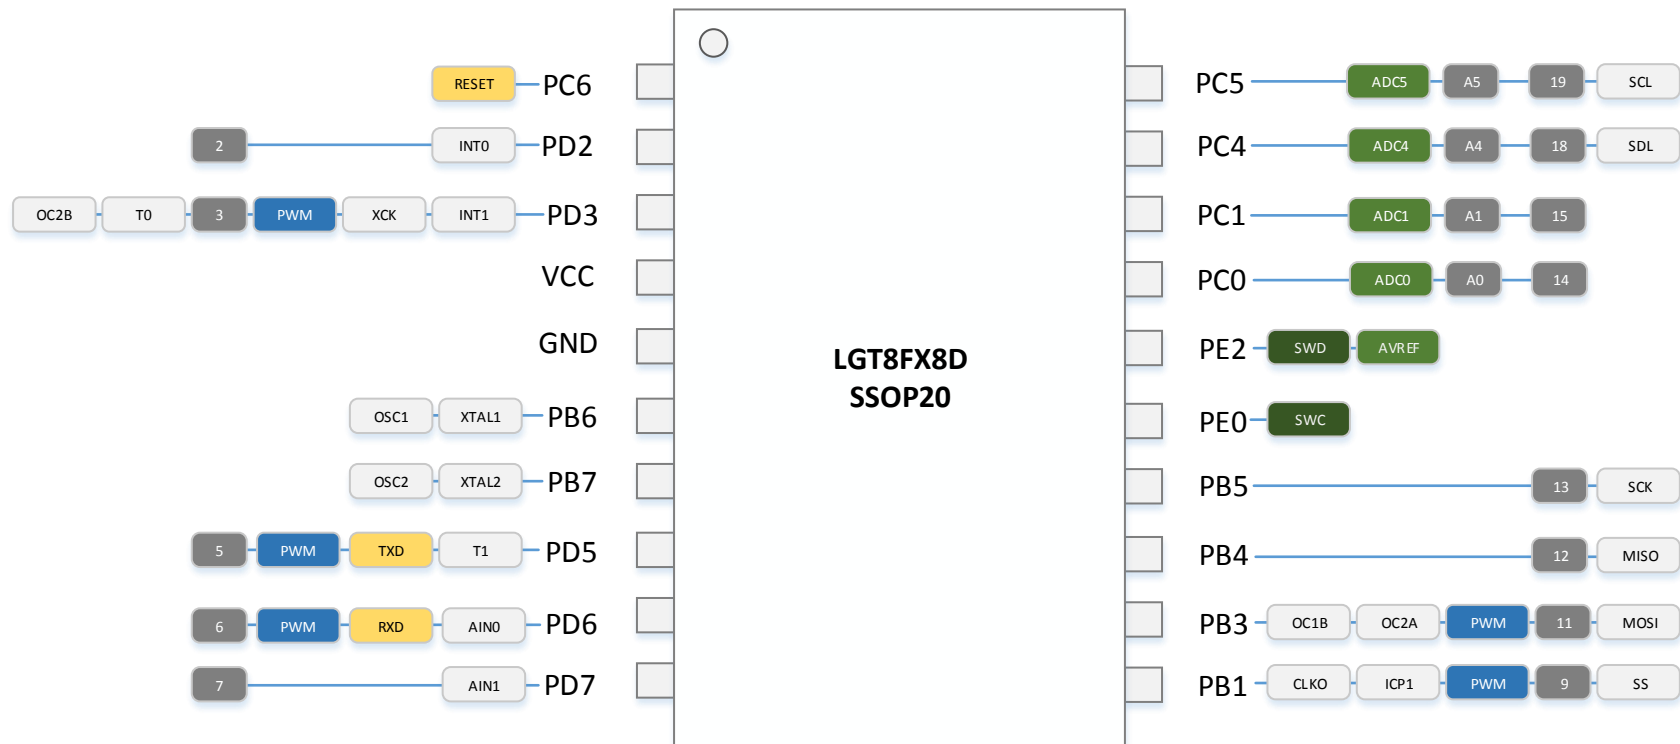 RESET PC6
2 INT0 PD2
OC2B T0 3 PWM XCK INT1 PD3
VCC
GND
OSC1 XTAL1 PB6
OSC2 XTAL2 PB7
5 PWM TXD T1 PD5
6 PWM RXD AIN0 PD6
7 AIN1 PD7
LGT8FX8D
SSOP20
PC5 ADC5 A5 19 SCL
PC4 ADC4 A4 18 SDL
PC1 ADC1 A1 15
PC0 ADC0 A0 14
PE2 SWD AVREF
PE0 SWC
PB5 13 SCK
PB4 12 MISO
PB3 OC1B OC2A PWM 11 MOSI
PB1 CLKO ICP1 PWM 9 SS